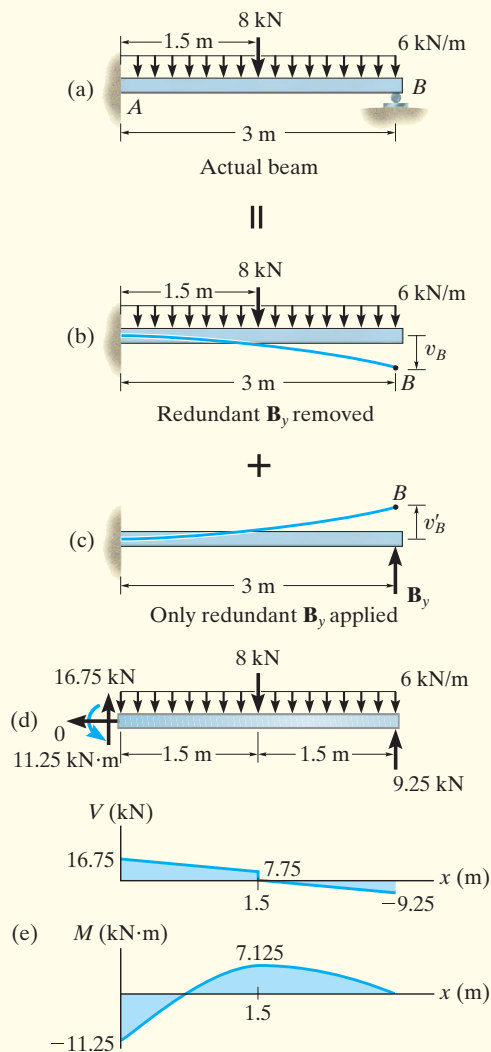 8 kN
1.5 m
6 kN/m
(a)
A
B
3 m
Actual beam
=
8 kN
1.5 m
6 kN/m
(b)
v_B
3 m
B
Redundant B_y removed
+
B
(c)
v′_B
3 m
B_y
Only redundant B_y applied
8 kN
16.75 kN
6 kN/m
(d)
0
11.25 kN·m
1.5 m
1.5 m
9.25 kN
V (kN)
16.75
7.75
x (m)
1.5
−9.25
(e)
M (kN·m)
7.125
x (m)
1.5
−11.25